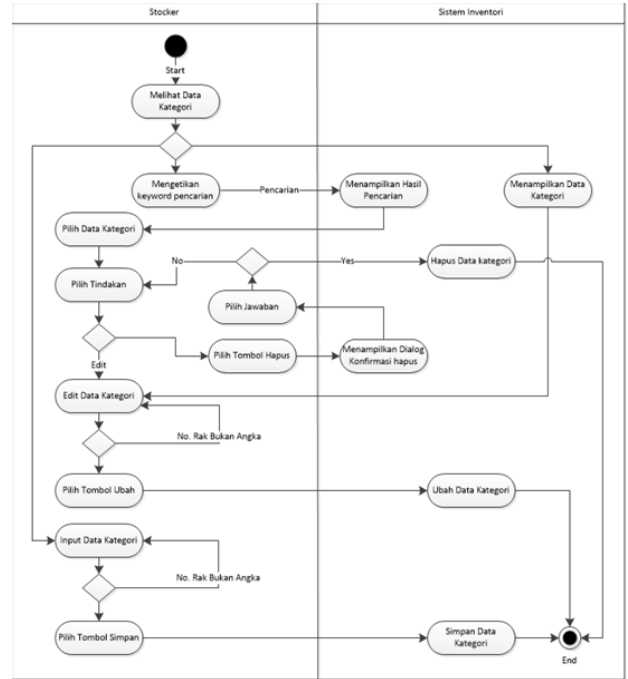 Stocker
Sistem Inventori
Start
Melihat Data
Kategori
Mengetikan
keyword pencarian
Pencarian
Menampilkan Hasil
Pencarian
Menampilkan Data
Kategori
Pilih Data Kategori
No
Yes
Hapus Data kategori
Pilih Tindakan
Pilih Jawaban
Pilih Tombol Hapus
Menampilkan Dialog
Konfirmasi hapus
Edit
Edit Data Kategori
No. Rak Bukan Angka
Pilih Tombol Ubah
Ubah Data Kategori
Input Data Kategori
No. Rak Bukan Angka
Pilih Tombol Simpan
Simpan Data
Kategori
End